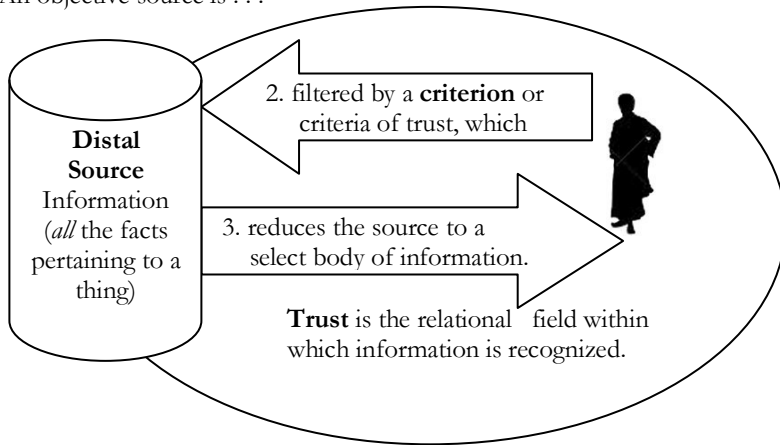 An objective source is . . .
2. filtered by a criterion or
criteria of trust, which
Distal
Source
Information
(all the facts
pertaining to a
thing)
3. reduces the source to a
select body of information.
Trust is the relational field within
which information is recognized.